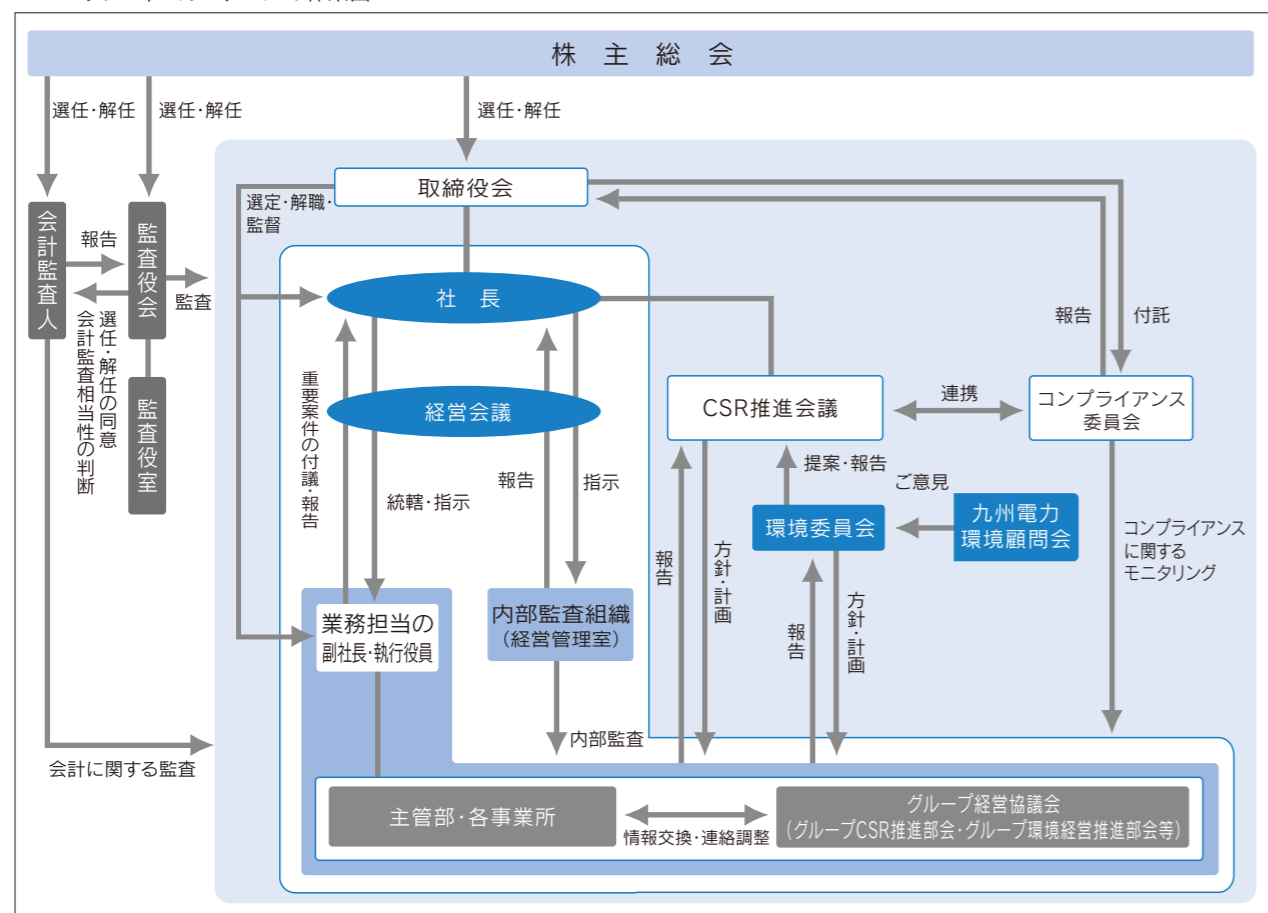 株主総会
選任・解任
選任・解任
選任・解任
取締役会
選定・解職・
監督
会計監査人
報告
監査役会
監査
選任・解任の同意
会計監査相当性の判断
監査役室
社長
報告
付託
重要案件の付議・報告
経営会議
CSR推進会議
連携
コンプライアンス
委員会
統轄・指示
報告
指示
提案・報告
ご意見
環境委員会
九州電力
環境顧問会
コンプライアンス
に関する
モニタリング
報告
方針・計画
報告
方針・計画
業務担当の
副社長・執行役員
内部監査組織
（経営管理室）
内部監査
会計に関する監査
主管部・各事業所
情報交換・連絡調整
グループ経営協議会
（グループCSR推進部会・グループ環境経営推進部会等）